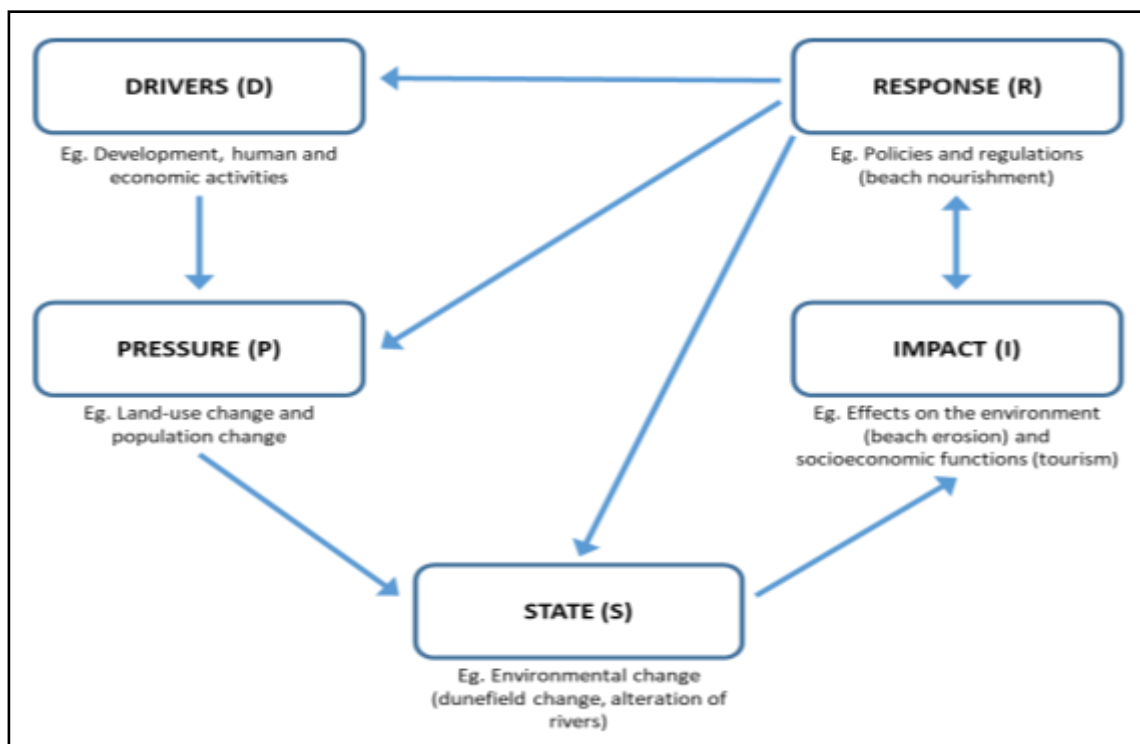 DRIVERS (D)
Eg. Development, human and
economic activities
RESPONSE (R)
Eg. Policies and regulations
(beach nourishment)
PRESSURE (P)
Eg. Land-use change and
population change
IMPACT (I)
Eg. Effects on the environment
(beach erosion) and
socioeconomic functions (tourism)
STATE (S)
Eg. Environmental change
(dunefield change, alteration of
rivers)